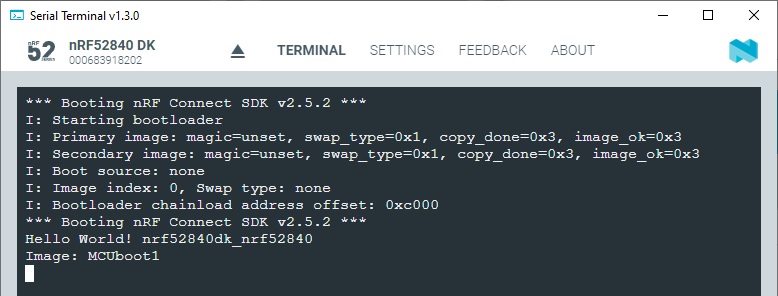 Serial Terminal v1.3.0
nRF
52
SERIES
nRF52840 DK
000683918202
TERMINAL
SETTINGS
FEEDBACK
ABOUT
*** Booting nRF Connect SDK v2.5.2 ***
I: Starting bootloader
I: Primary image: magic=unset, swap_type=0x1, copy_done=0x3, image_ok=0x3
I: Secondary image: magic=unset, swap_type=0x1, copy_done=0x3, image_ok=0x3
I: Boot source: none
I: Image index: 0, Swap type: none
I: Bootloader chainload address offset: 0xc000
*** Booting nRF Connect SDK v2.5.2 ***
Hello World! nrf52840dk_nrf52840
Image: MCUboot1